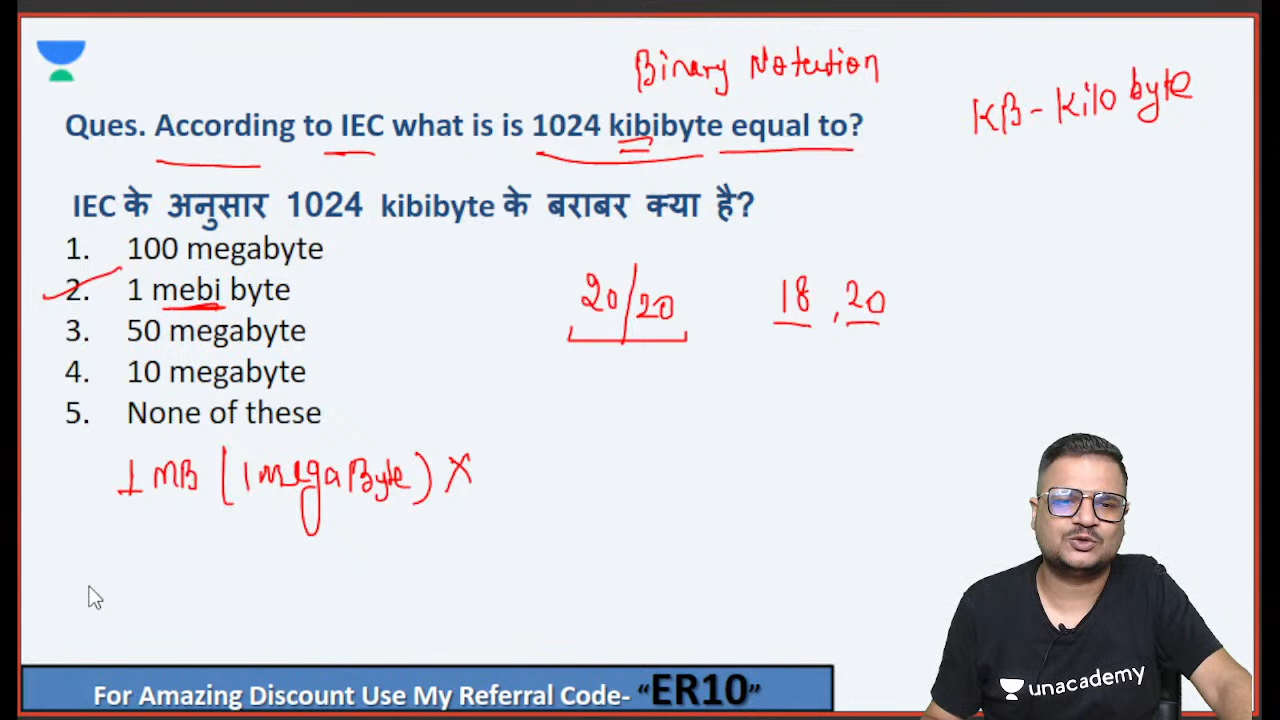 Binary Notation
KB - Kilo byte
Ques. According to IEC what is is 1024 kibibyte equal to?
IEC के अनुसार 1024 kibibyte के बराबर क्या है?
1. 100 megabyte
2. 1 mebi byte
3. 50 megabyte
4. 10 megabyte
5. None of these
20/20
18, 20
1 MB (1 MegaByte) X
unacademy
For Amazing Discount Use My Referral Code- "ER10"